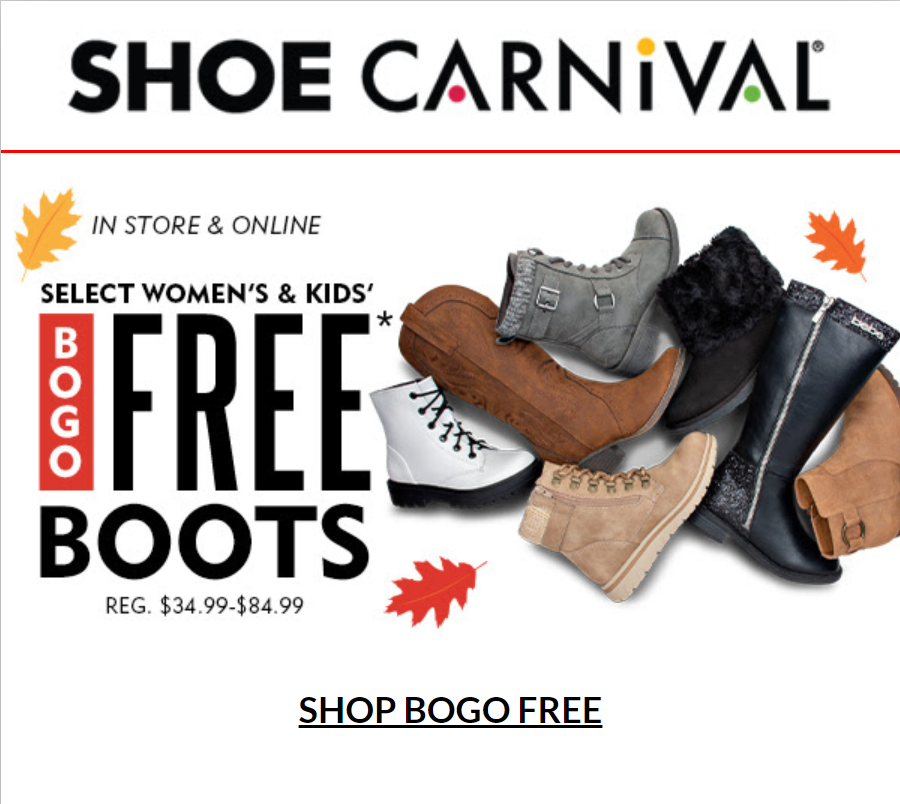 SHOE CARNiVAL®
IN STORE & ONLINE
SELECT WOMEN'S & KIDS'
BOGO FREE*
BOOTS
REG. $34.99-$84.99
bebe
SHOP BOGO FREE